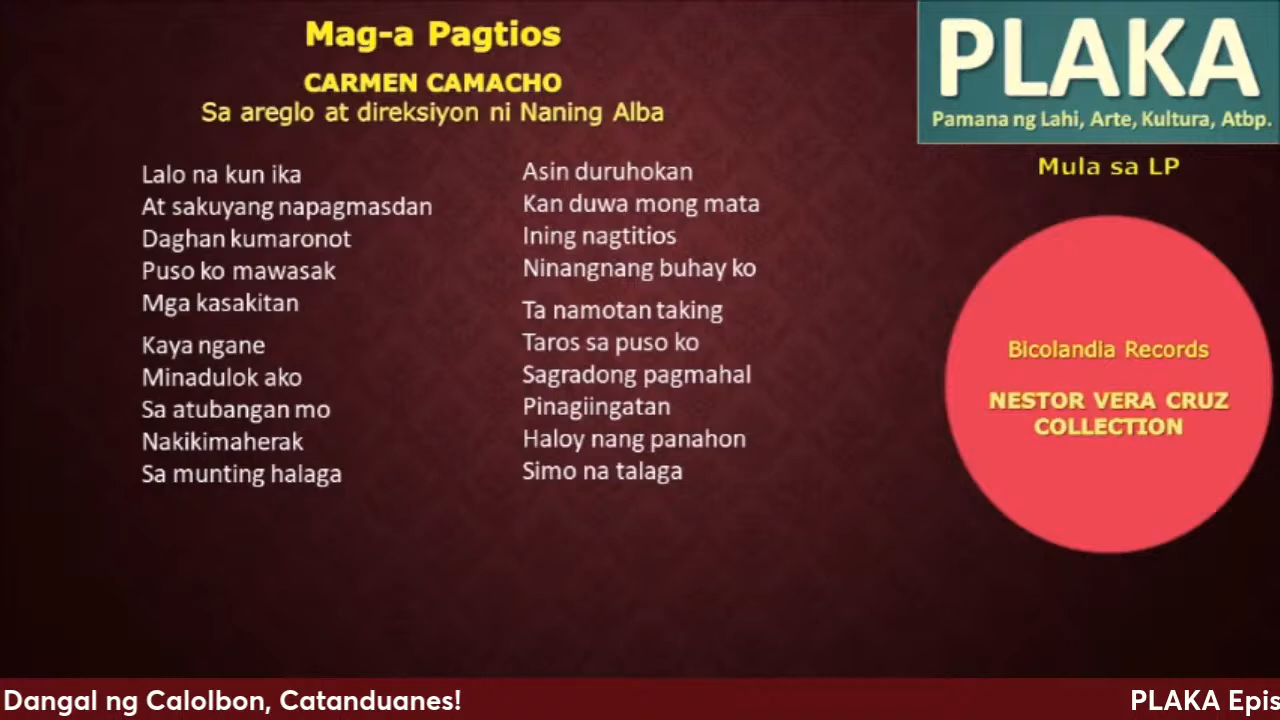 Mag-a Pagtios
CARMEN CAMACHO
Sa areglo at direksiyon ni Naning Alba
Lalo na kun ika
At sakuyang napagmasdan
Daghan kumaronot
Puso ko mawasak
Mga kasakitan
Kaya ngane
Minadulok ako
Sa atubangan mo
Nakikimaherak
Sa munting halaga
Asin duruhokan
Kan duwa mong mata
Ining nagtitios
Ninangnang buhay ko
Ta namotan taking
Taros sa puso ko
Sagradong pagmahal
Pinagiingatan
Haloy nang panahon
Simo na talaga
PLAKA
Pamana ng Lahi, Arte, Kultura, Atbp.
Mula sa LP
Bicolandia Records
NESTOR VERA CRUZ
COLLECTION
Dangal ng Calolbon, Catanduanes!
PLAKA Epis